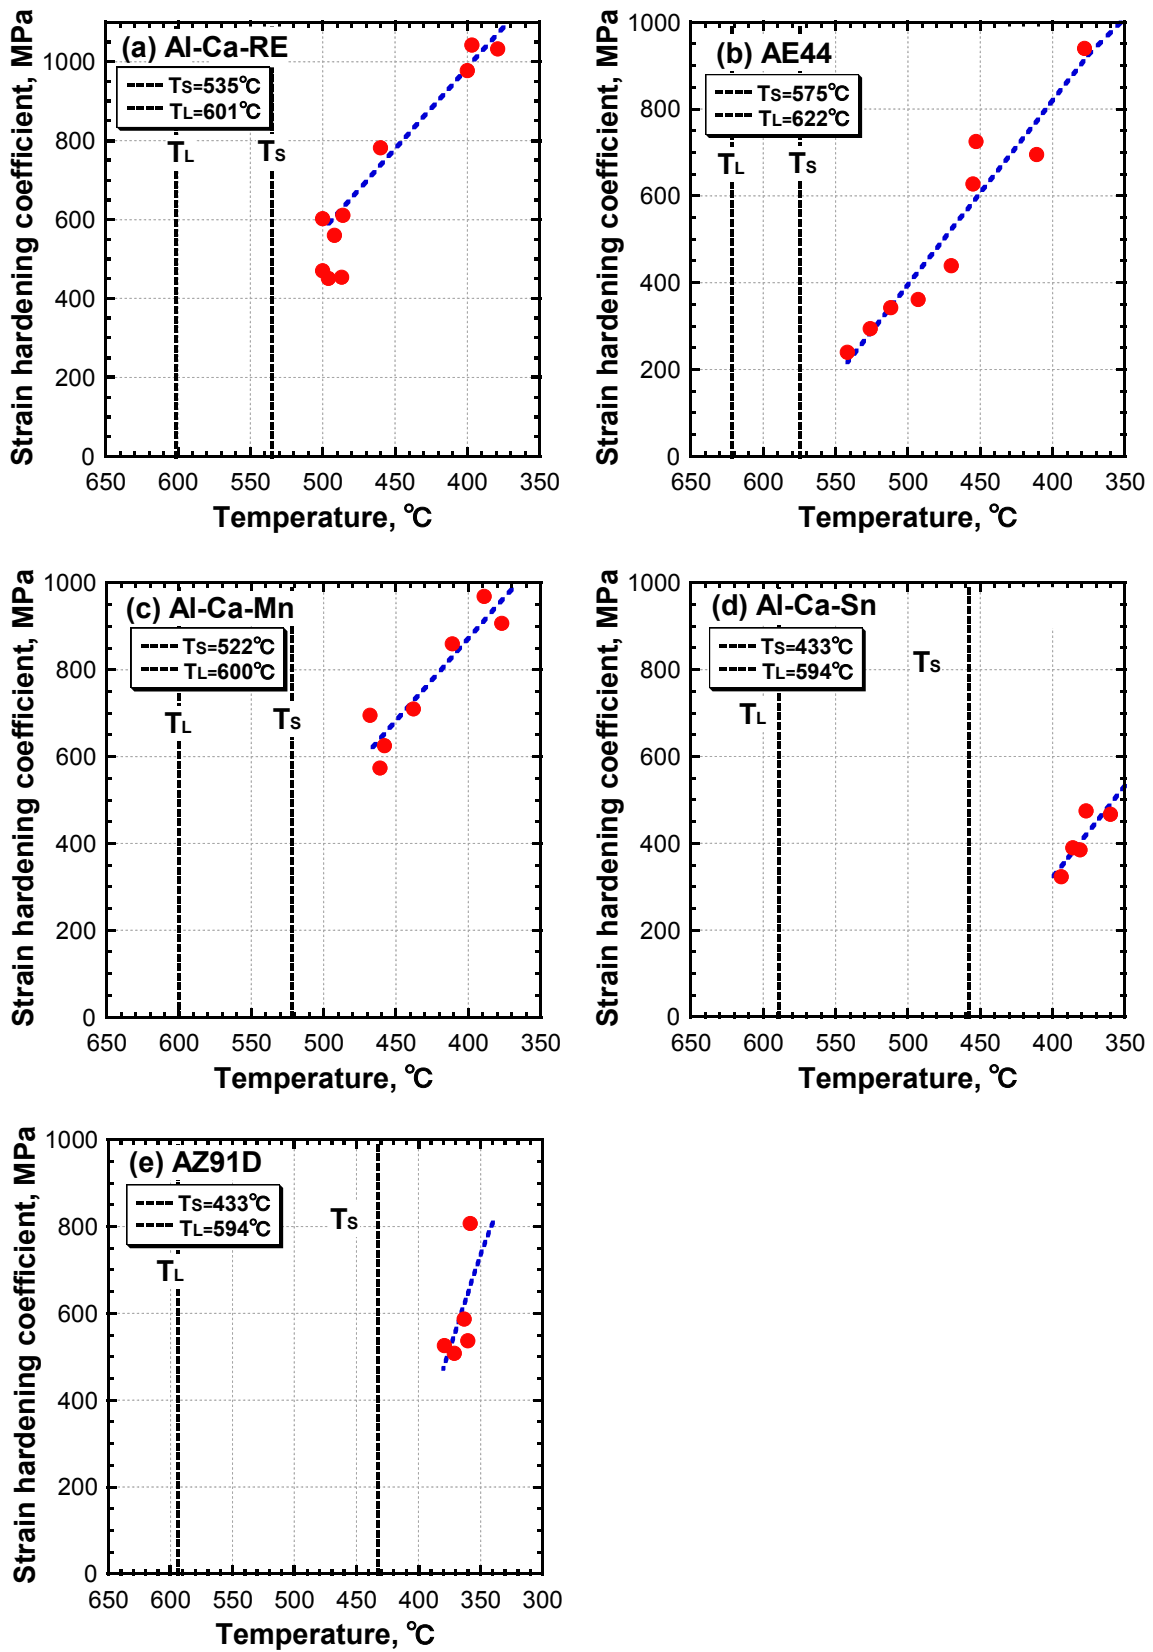 (a) Al-Ca-RE
Ts=535℃
TL=601℃
TL
Ts
Strain hardening coefficient, MPa
1000
800
600
400
200
0
650 600 550 500 450 400 350
Temperature, ℃
(b) AE44
Ts=575℃
TL=622℃
TL
Ts
Strain hardening coefficient, MPa
1000
800
600
400
200
0
650 600 550 500 450 400 350
Temperature, ℃
(c) Al-Ca-Mn
Ts=522℃
TL=600℃
TL
Ts
Strain hardening coefficient, MPa
1000
800
600
400
200
0
650 600 550 500 450 400 350
Temperature, ℃
(d) Al-Ca-Sn
Ts=433℃
TL=594℃
Ts
TL
Strain hardening coefficient, MPa
1000
800
600
400
200
0
650 600 550 500 450 400 350
Temperature, ℃
(e) AZ91D
Ts=433℃
TL=594℃
Ts
TL
Strain hardening coefficient, MPa
1000
800
600
400
200
0
650 600 550 500 450 400 350 300
Temperature, ℃